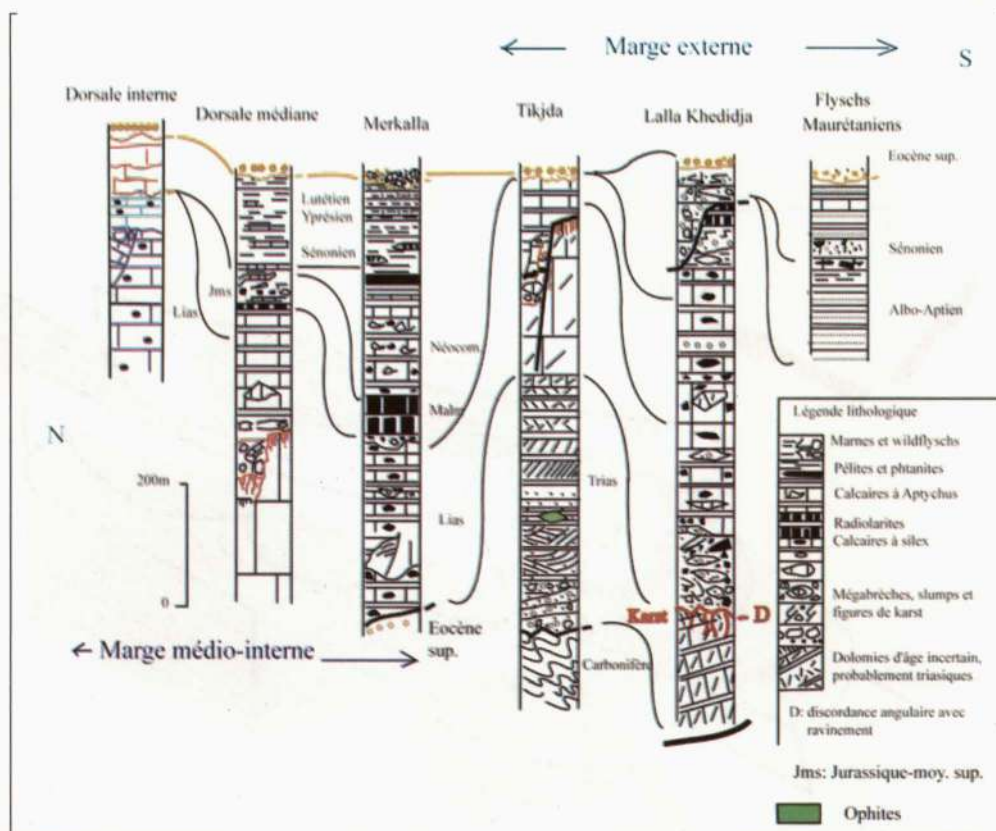 Marge externe
S
Dorsale interne
Dorsale médiane
Merkalla
Tikjda
Lalla Khedidja
Flyschs
Maurétaniens
Eocène sup.
Lutétien
Yprésien
Sénonien
Sénonien
Jms
Lias
Albo-Aptien
Néocom.
Malm
N
200m
0
Lias
Trias
Karst
D
Eocène
sup.
Carbonifère
← Marge médio-interne
Légende lithologique
Marnes et wildflyschs
Pélites et phtanites
Calcaires à Aptychus
Radiolarites
Calcaires à silex
Mégabrèches, slumps et
figures de karst
Dolomies d'âge incertain,
probablement triasiques
D: discordance angulaire avec
ravinement
Jms: Jurassique-moy. sup.
Ophites